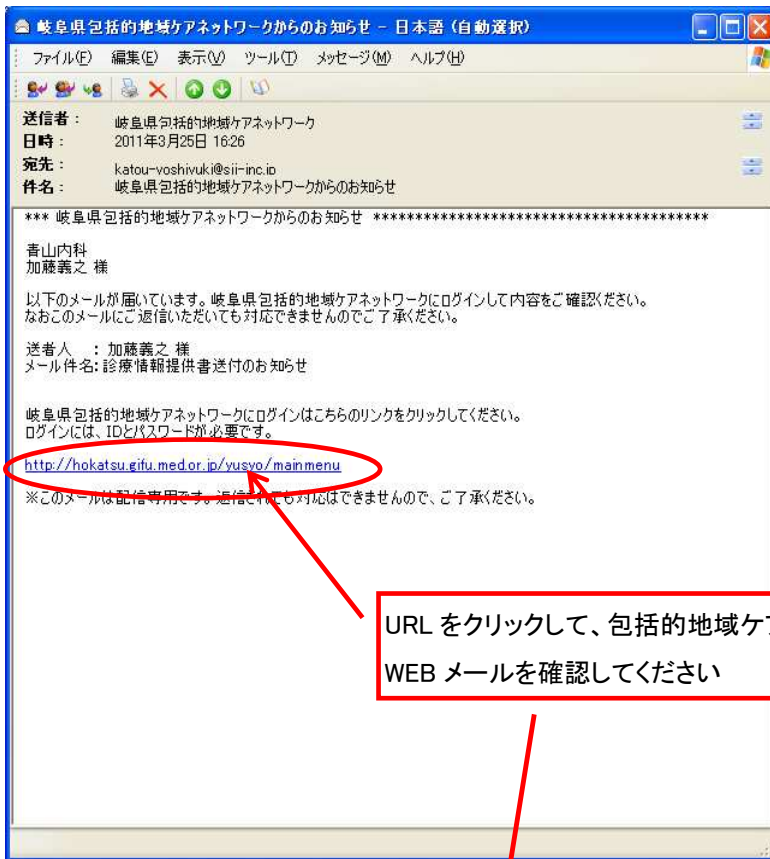 岐阜県包括的地域ケアネットワークからのお知らせ - 日本語 (自動選択)
ファイル(F) 編集(E) 表示(V) ツール(T) メッセージ(M) ヘルプ(H)
送信者： 岐阜県包括的地域ケアネットワーク
日時： 2011年3月25日 16:26
宛先： katou-yoshiyuki@sii-inc.jp
件名： 岐阜県包括的地域ケアネットワークからのお知らせ
*** 岐阜県包括的地域ケアネットワークからのお知らせ ****************************************
青山内科
加藤義之 様
以下のメールが届いています。岐阜県包括的地域ケアネットワークにログインして内容をご確認ください。
なおこのメールにご返信いただいても対応できませんのでご了承ください。
送者人 ： 加藤義之 様
メール件名: 診療情報提供書送付のお知らせ
岐阜県包括的地域ケアネットワークにログインはこちらのリンクをクリックしてください。
ログインには、IDとパスワードが必要です。
http://hokatsu.gifu.med.or.jp/yusyo/mainmenu
※このメールは配信専用です。返信されても対応はできませんので、ご了承ください。
URL をクリックして、包括的地域ケア
WEB メールを確認してください